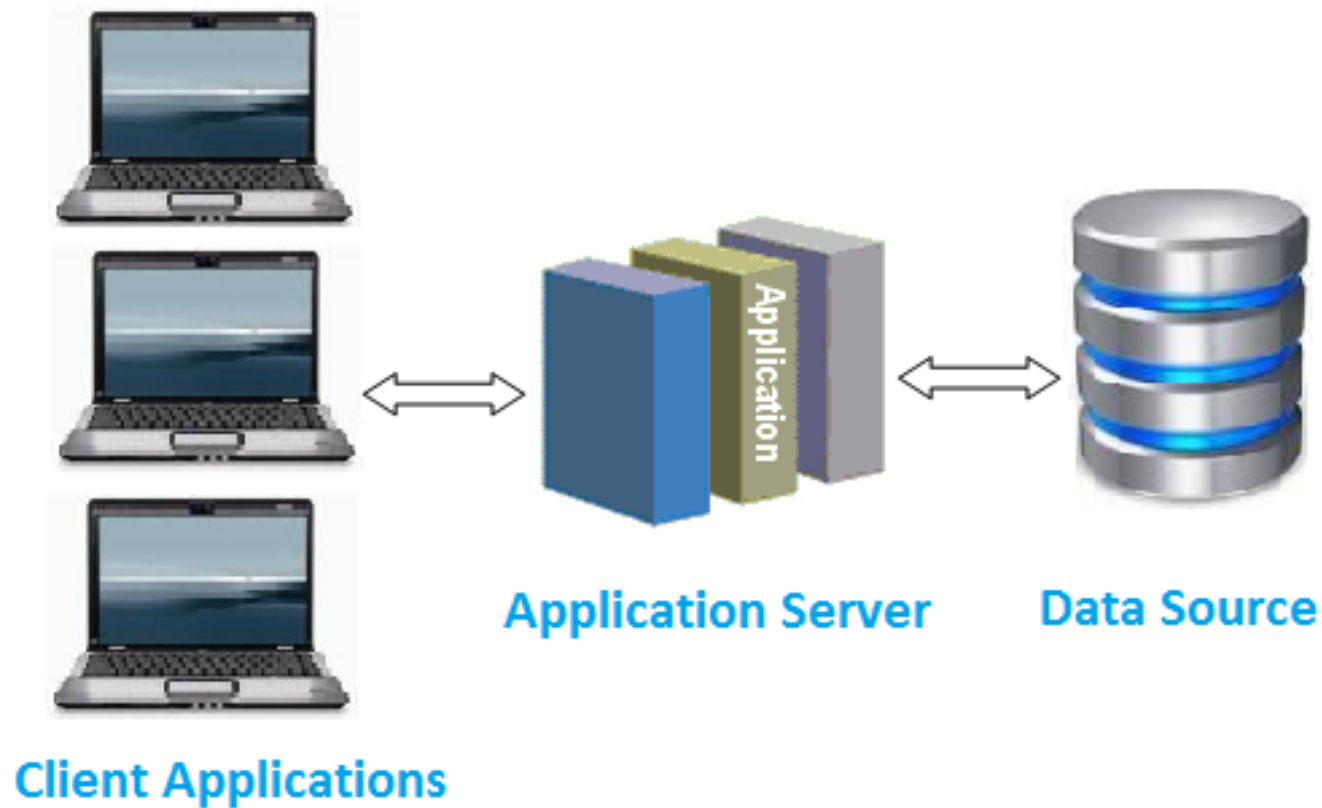 Application
Application Server
Data Source
Client Applications